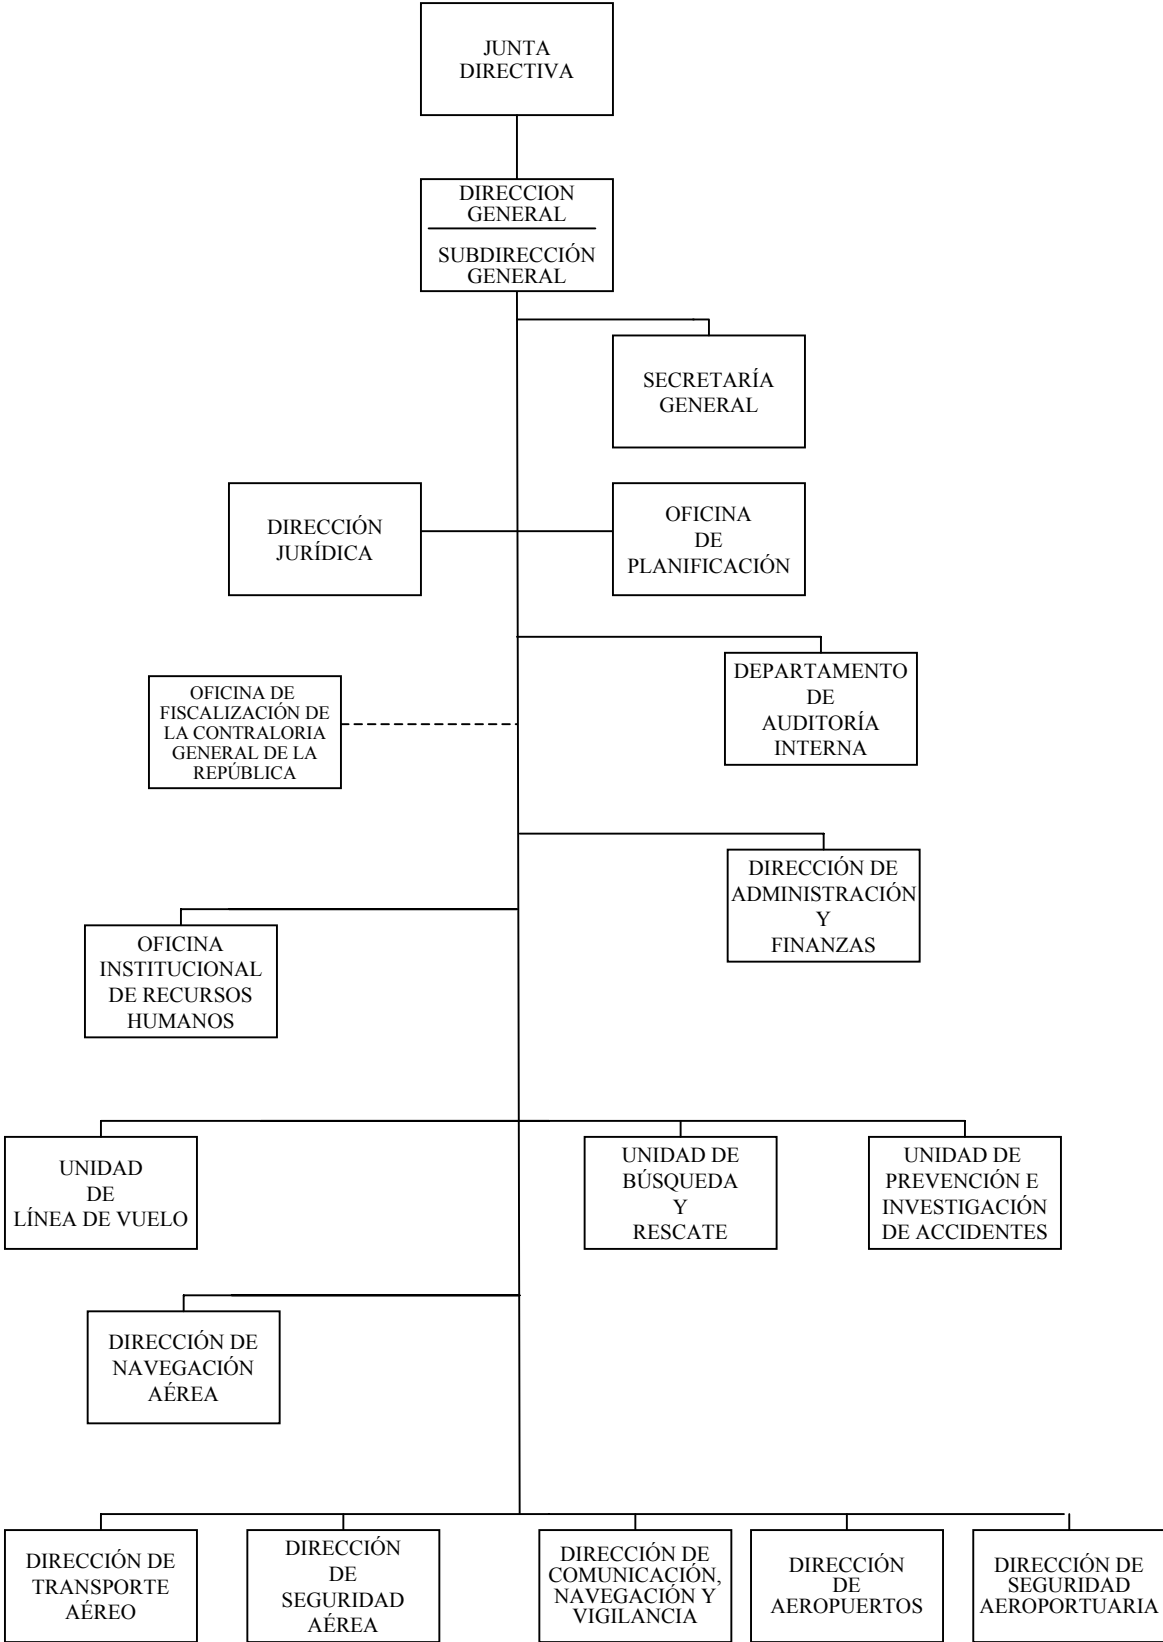 JUNTA
DIRECTIVA
DIRECCION
GENERAL
SUBDIRECCIÓN
GENERAL
SECRETARÍA
GENERAL
DIRECCIÓN
JURÍDICA
OFICINA
DE
PLANIFICACIÓN
OFICINA DE
FISCALIZACIÓN DE
LA CONTRALORIA
GENERAL DE LA
REPÚBLICA
DEPARTAMENTO
DE
AUDITORÍA
INTERNA
DIRECCIÓN DE
ADMINISTRACIÓN
Y
FINANZAS
OFICINA
INSTITUCIONAL
DE RECURSOS
HUMANOS
UNIDAD
DE
LÍNEA DE VUELO
UNIDAD DE
BÚSQUEDA
Y
RESCATE
UNIDAD DE
PREVENCIÓN E
INVESTIGACIÓN
DE ACCIDENTES
DIRECCIÓN DE
NAVEGACIÓN
AÉREA
DIRECCIÓN DE
TRANSPORTE
AÉREO
DIRECCIÓN
DE
SEGURIDAD
AÉREA
DIRECCIÓN DE
COMUNICACIÓN,
NAVEGACIÓN Y
VIGILANCIA
DIRECCIÓN
DE
AEROPUERTOS
DIRECCIÓN DE
SEGURIDAD
AEROPORTUARIA